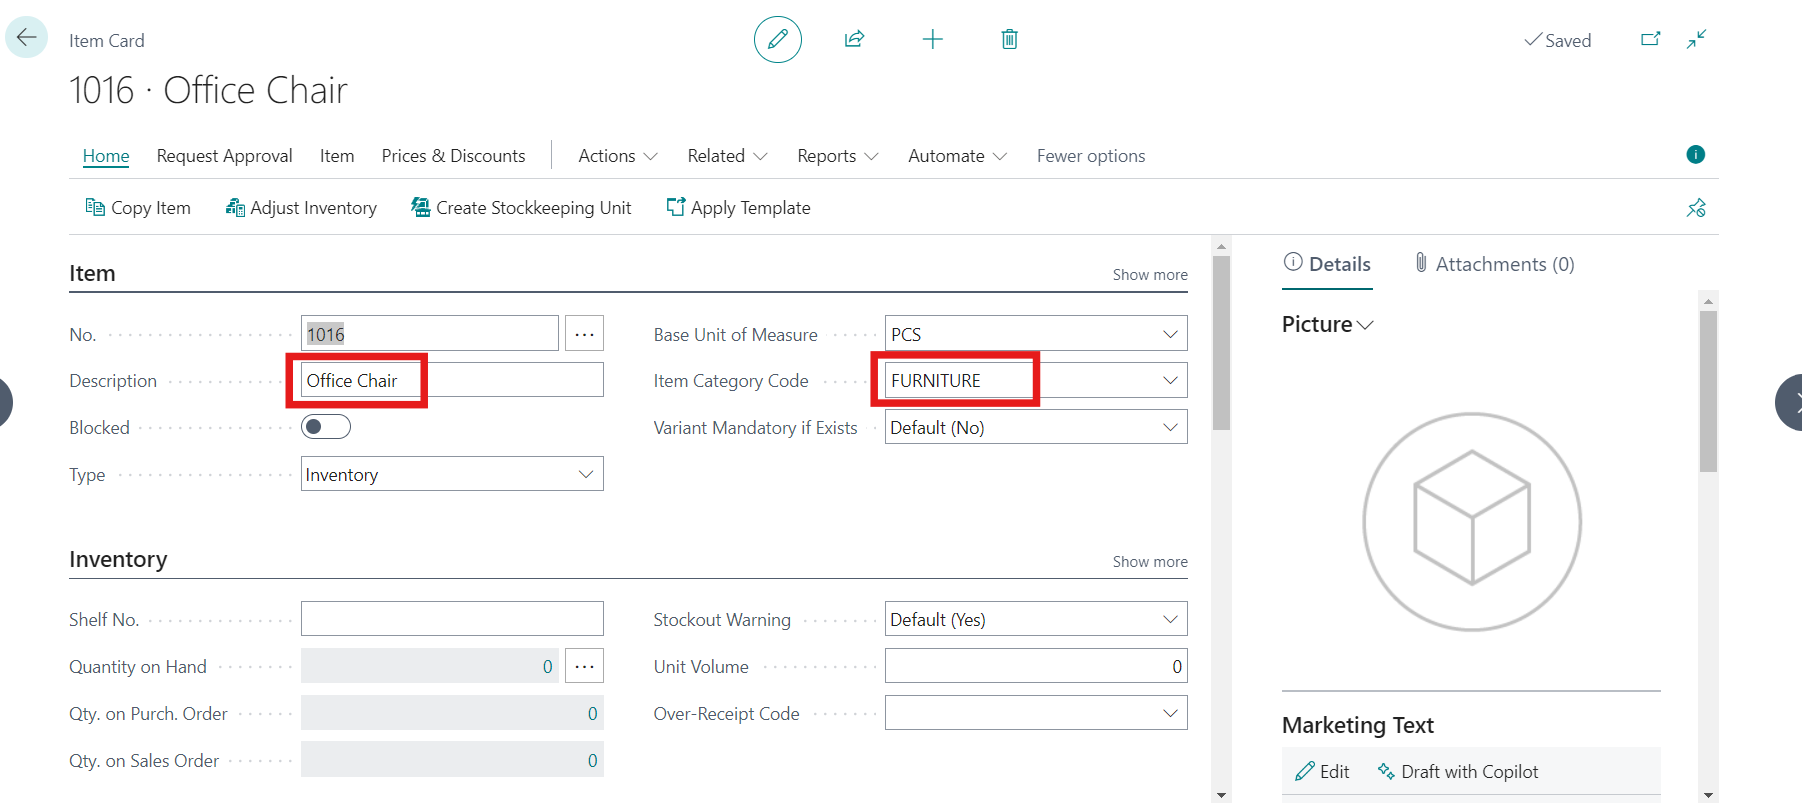 Item Card
Saved
1016 · Office Chair
Home Request Approval Item Prices & Discounts Actions Related Reports Automate Fewer options
Copy Item Adjust Inventory Create Stockkeeping Unit Apply Template
Item Show more
No. 1016 ...
Description Office Chair
Blocked
Type Inventory
Base Unit of Measure PCS
Item Category Code FURNITURE
Variant Mandatory if Exists Default (No)
Inventory Show more
Shelf No.
Quantity on Hand 0 ...
Qty. on Purch. Order 0
Qty. on Sales Order 0
Stockout Warning Default (Yes)
Unit Volume 0
Over-Receipt Code
Details Attachments (0)
Picture
Marketing Text
Edit Draft with Copilot